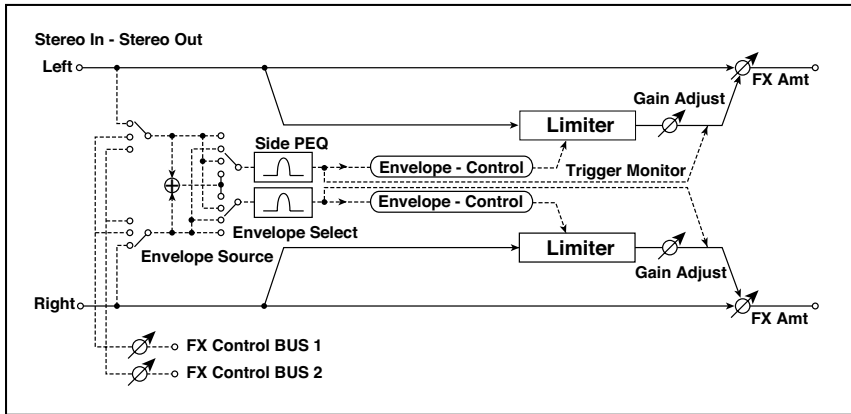 Stereo In - Stereo Out
Left
FX Amt
Gain Adjust
Limiter
Side PEQ
Envelope - Control
Trigger Monitor
Envelope - Control
Envelope Select
Envelope Source
Limiter
Gain Adjust
Right
FX Amt
FX Control BUS 1
FX Control BUS 2